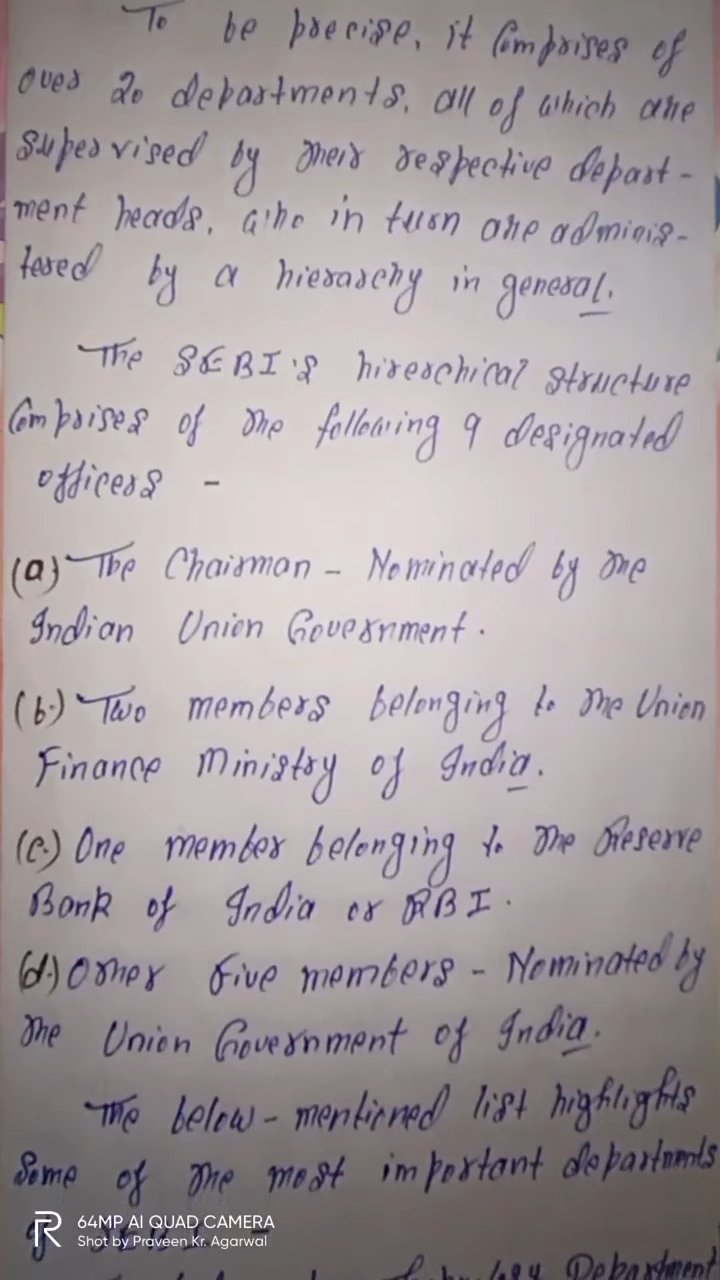 To be precise, it Comprises of
over 20 departments, all of which are
supervised by their respective depart-
ment heads, who in turn are adminis-
tered by a hierarchy in general.
The SEBI's hirerchical structure
Comprises of the following 9 designated
officers -
(a) The Chairman - Nominated by the
Indian Union Government.
(b.) Two members belonging to the Union
Finance Ministry of India.
(c.) One member belonging to the Reserve
Bank of India or RBI.
(d.) Other five members - Nominated by
the Union Government of India.
The below-mentioned list highlights
Some of the most important departments
of SEBI -
Department
64MP AI QUAD CAMERA
Shot by Praveen Kr. Agarwal